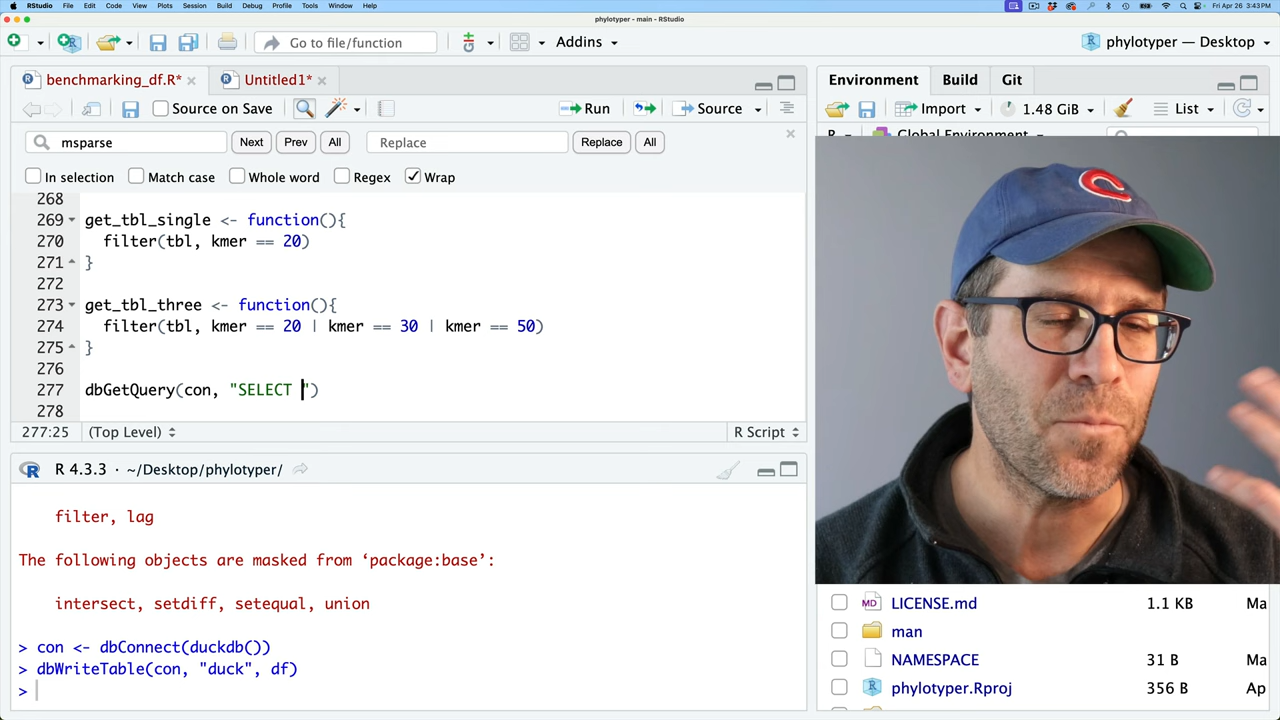 RStudio File Edit Code View Plots Session Build Debug Profile Tools Window Help Fri Apr 26 3:43 PM
phylotyper - main - RStudio
Go to file/function Addins phylotyper — Desktop
benchmarking_df.R* Untitled1* Environment Build Git
Source on Save Run Source Import 1.48 GiB List
msparse Next Prev All Replace Replace All R Global Environment
In selection Match case Whole word Regex Wrap
268
269 get_tbl_single <- function(){
270 filter(tbl, kmer == 20)
271 }
272
273 get_tbl_three <- function(){
274 filter(tbl, kmer == 20 | kmer == 30 | kmer == 50)
275 }
276
277 dbGetQuery(con, "SELECT ")
278
277:25 (Top Level) R Script
R 4.3.3 · ~/Desktop/phylotyper/
filter, lag
The following objects are masked from ‘package:base’:
intersect, setdiff, setequal, union
> con <- dbConnect(duckdb())
> dbWriteTable(con, "duck", df)
>
LICENSE.md 1.1 KB Ma
man
NAMESPACE 31 B Ma
phylotyper.Rproj 356 B Ap